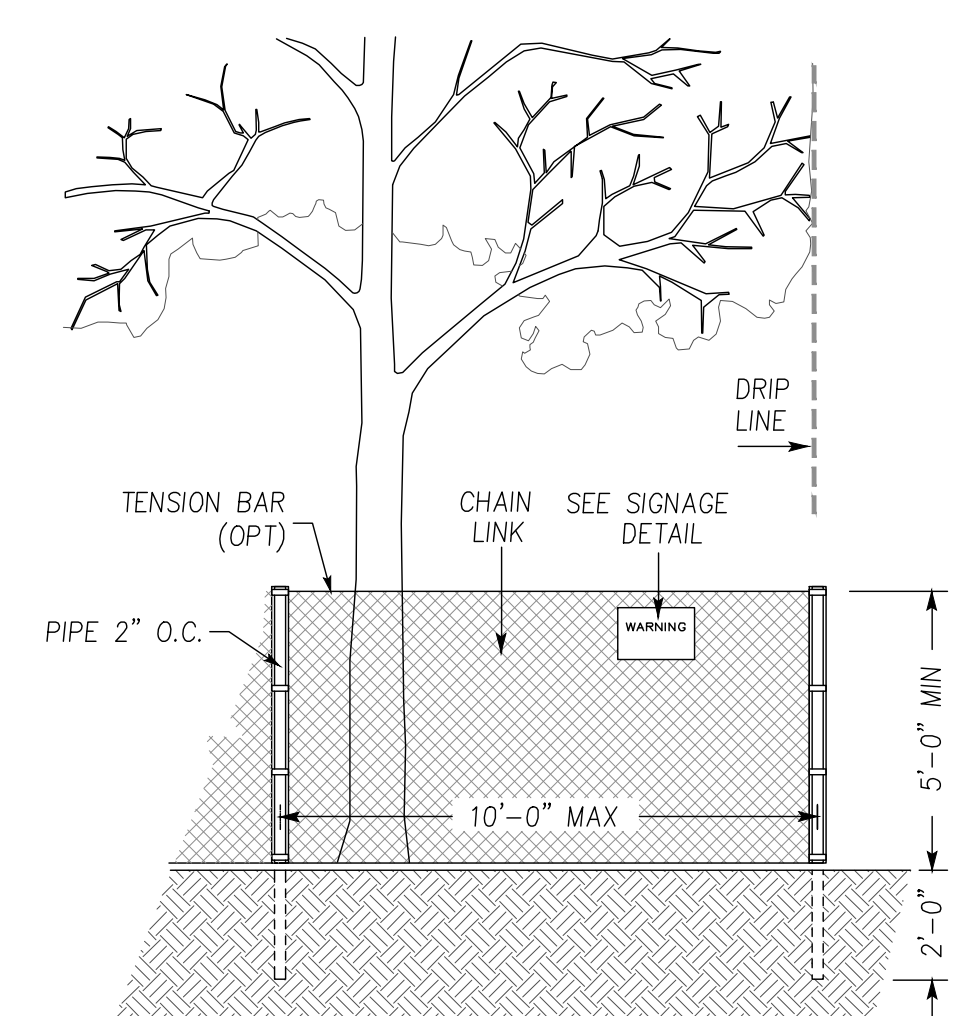 DRIP
LINE
TENSION BAR
(OPT)
CHAIN
LINK
SEE SIGNAGE
DETAIL
PIPE 2" O.C.
WARNING
5'-0" MIN
10'-0" MAX
2'-0"